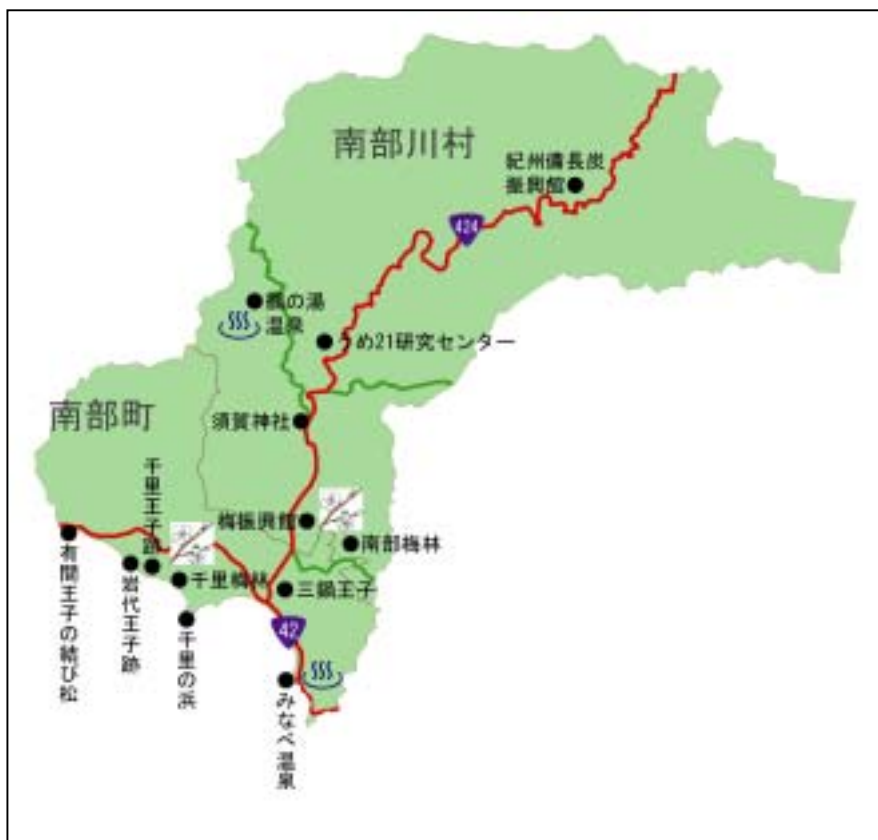 南部川村
紀州備長炭
振興館
424
鶴の湯
温泉
うめ21研究センター
南部町
須賀神社
千里王子跡
梅振興館
南部梅林
千里梅林
三鍋王子
有間王子の結び松
岩代王子跡
千里の浜
42
みなべ温泉